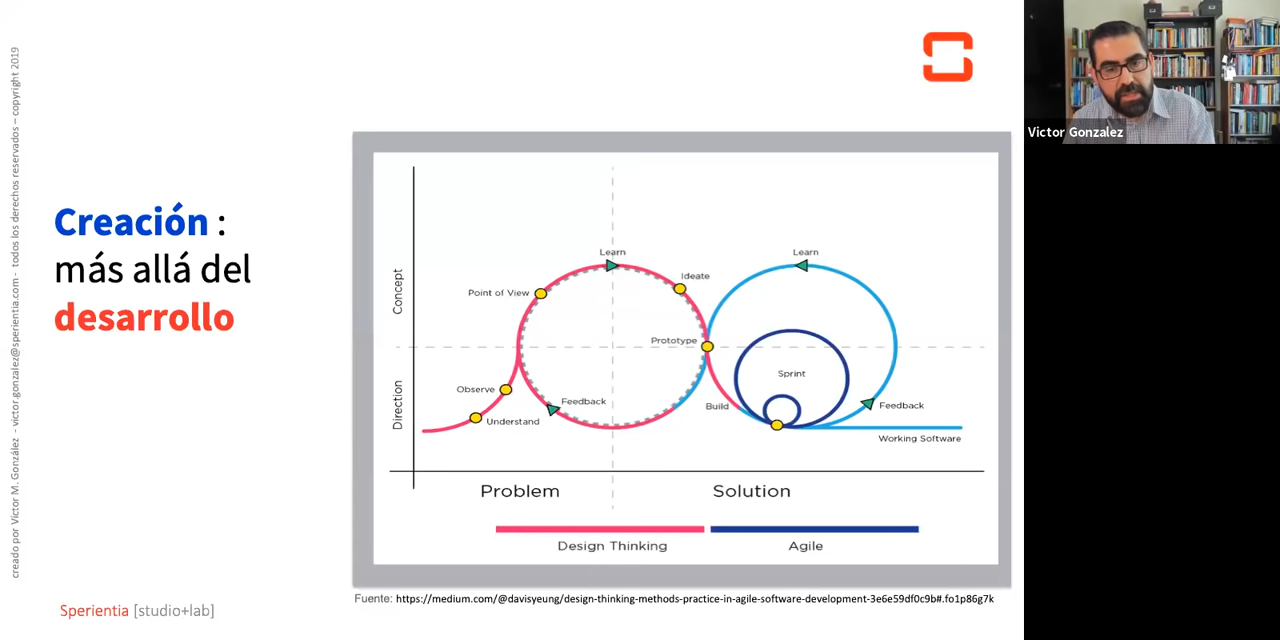 creado por Víctor M. González - victor.gonzalez@sperientia.com - todos los derechos reservados – copyright 2019
Creación :
más allá del
desarrollo
Victor Gonzalez
Concept
Direction
Learn
Ideate
Point of View
Prototype
Observe
Understand
Feedback
Learn
Sprint
Build
Feedback
Working Software
Problem
Solution
Design Thinking
Agile
Fuente: https://medium.com/@davisyeung/design-thinking-methods-practice-in-agile-software-development-3e6e59df0c9b#.fo1p86g7k
Sperientia [studio+lab]